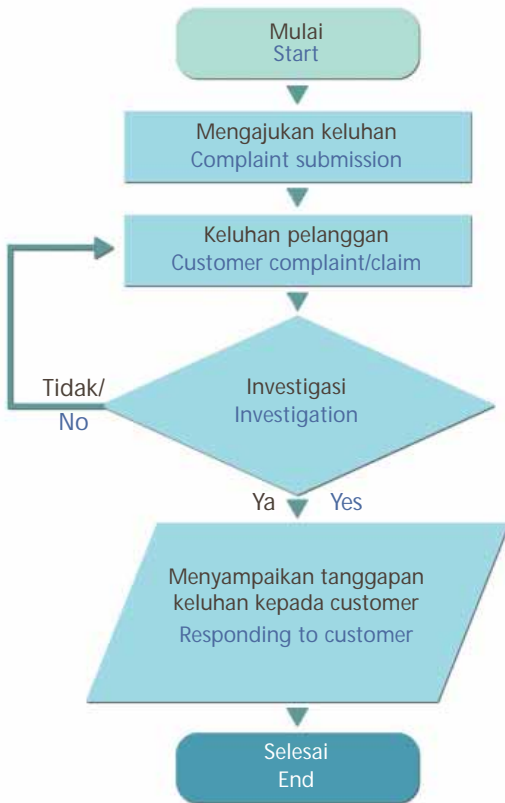 Mulai
Start
Mengajukan keluhan
Complaint submission
Keluhan pelanggan
Customer complaint/claim
Investigasi
Investigation
Tidak/
No
Ya Yes
Menyampaikan tanggapan
keluhan kepada customer
Responding to customer
Selesai
End